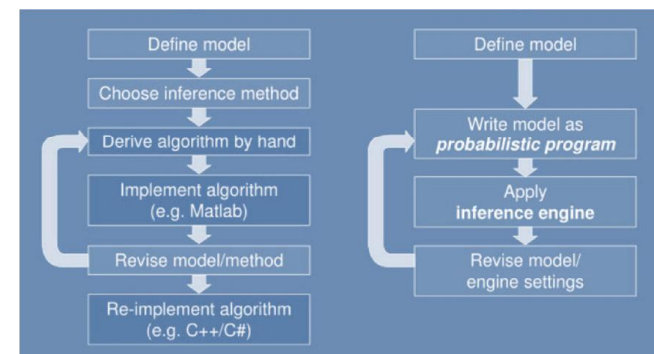 Define model
Choose inference method
Derive algorithm by hand
Implement algorithm
(e.g. Matlab)
Revise model/method
Re-implement algorithm
(e.g. C++/C#)
Define model
Write model as
probabilistic program
Apply
inference engine
Revise model/
engine settings